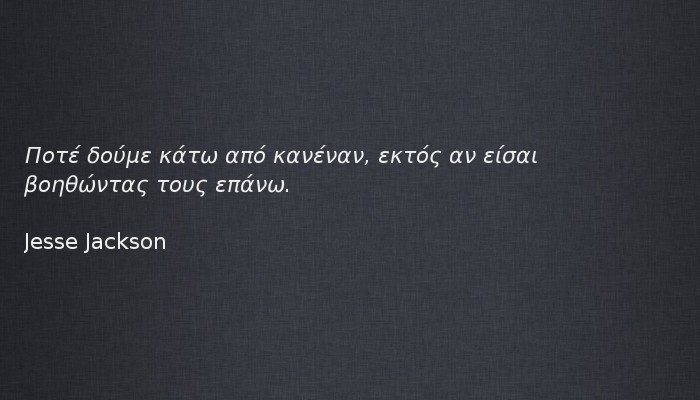 Ποτέ δούμε κάτω από κανέναν, εκτός αν είσαι
βοηθώντας τους επάνω.
Jesse Jackson